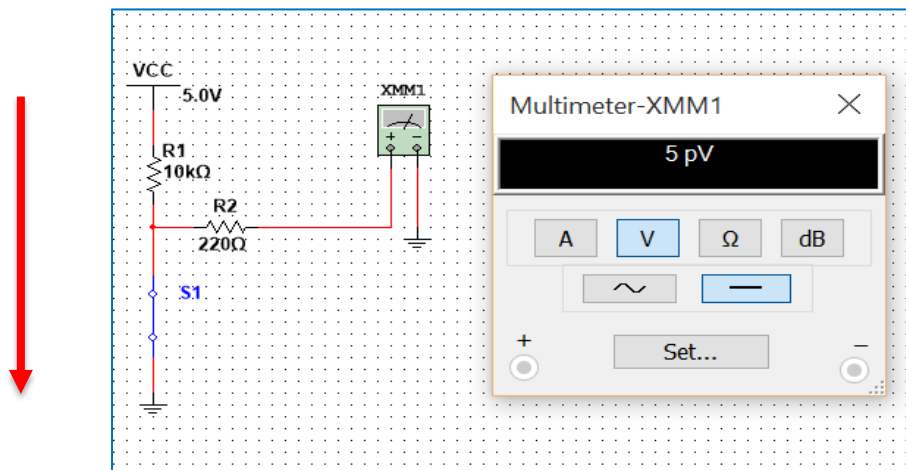 VCC
5.0V
XMM1
+ −
R1
10kΩ
R2
220Ω
S1
Multimeter-XMM1
5 pV
A V Ω dB
Set...
+ −